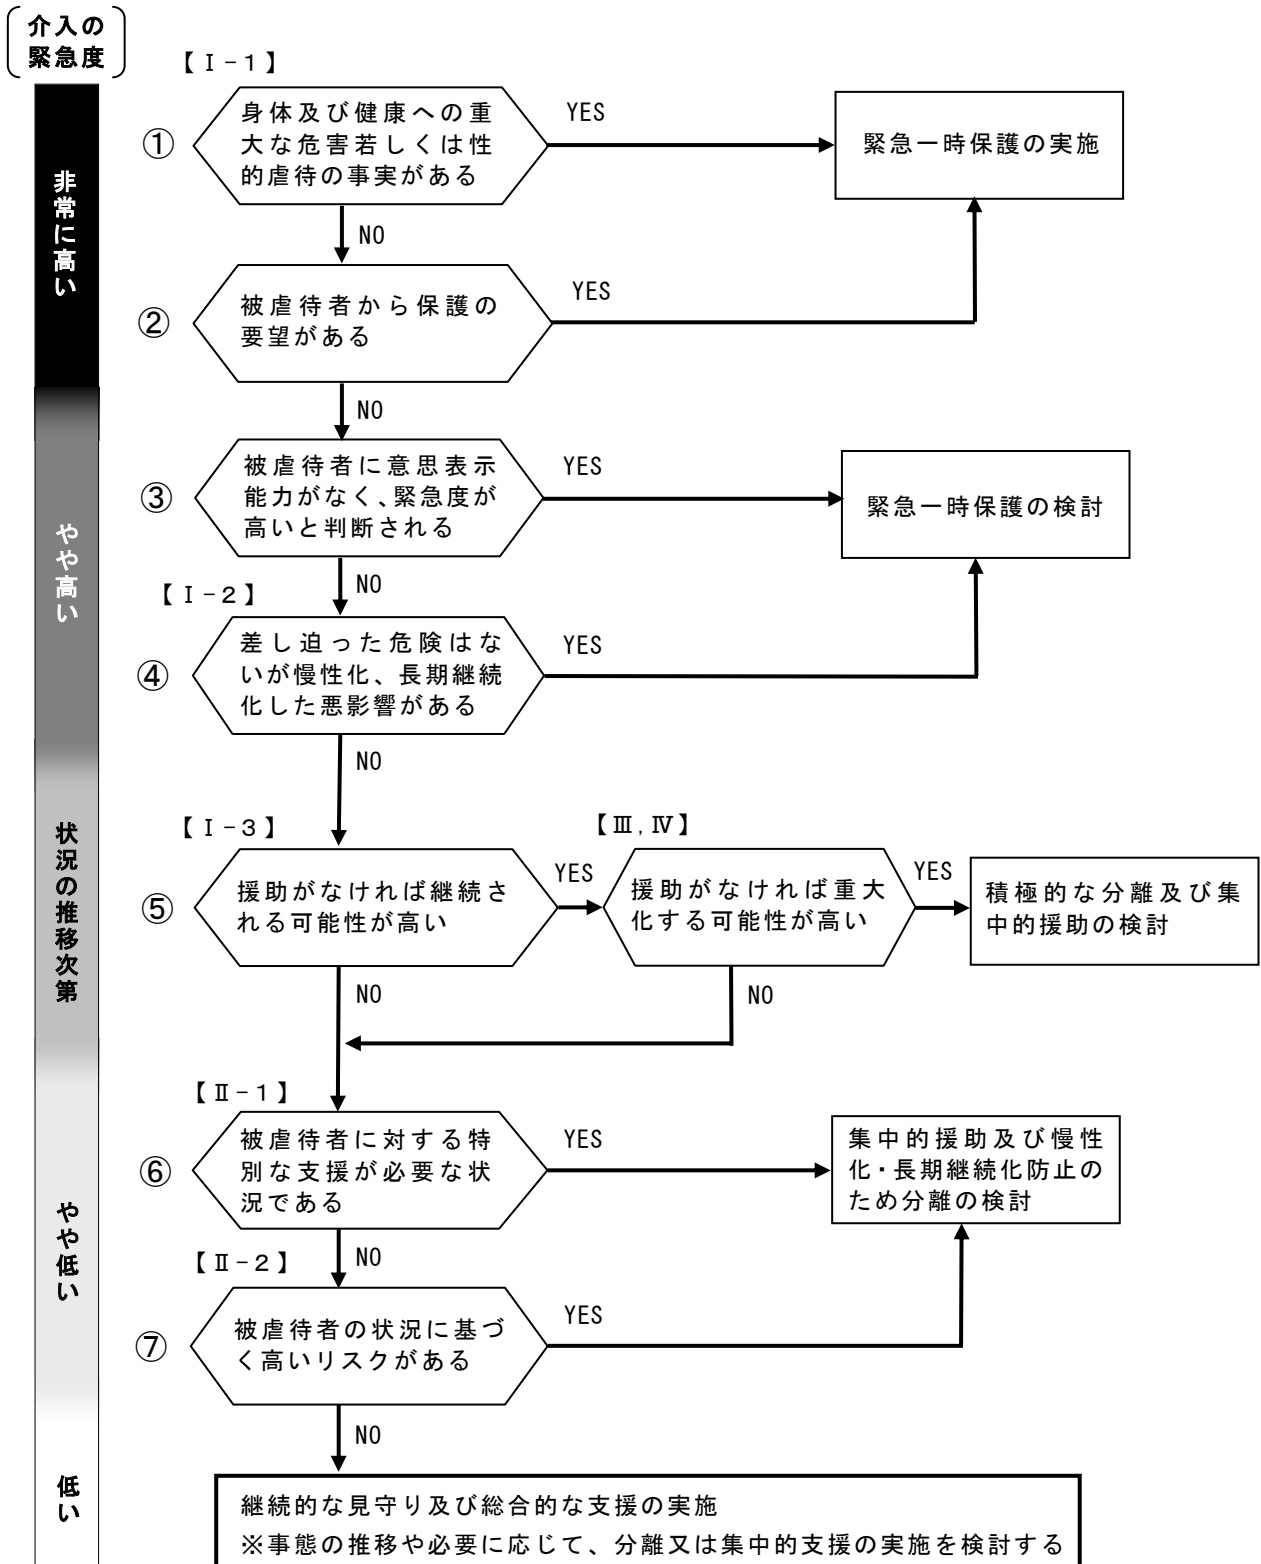 介入の
緊急度
【Ⅰ-1】
①
身体及び健康への重
大な危害若しくは性
的虐待の事実がある
YES
緊急一時保護の実施
NO
非常に高い
②
被虐待者から保護の
要望がある
YES
NO
③
被虐待者に意思表示
能力がなく、緊急度が
高いと判断される
YES
緊急一時保護の検討
NO
やや高い
【Ⅰ-2】
④
差し迫った危険はな
いが慢性化、長期継続
化した悪影響がある
YES
NO
【Ⅰ-3】
⑤
援助がなければ継続さ
れる可能性が高い
YES
【Ⅲ,Ⅳ】
援助がなければ重大
化する可能性が高い
YES
積極的な分離及び集
中的援助の検討
NO
NO
状況の推移次第
【Ⅱ-1】
⑥
被虐待者に対する特
別な支援が必要な状
況である
YES
集中的援助及び慢性
化・長期継続化防止の
ため分離の検討
NO
やや低い
【Ⅱ-2】
⑦
被虐待者の状況に基づ
く高いリスクがある
YES
NO
低い
継続的な見守り及び総合的な支援の実施
※事態の推移や必要に応じて、分離又は集中的支援の実施を検討する